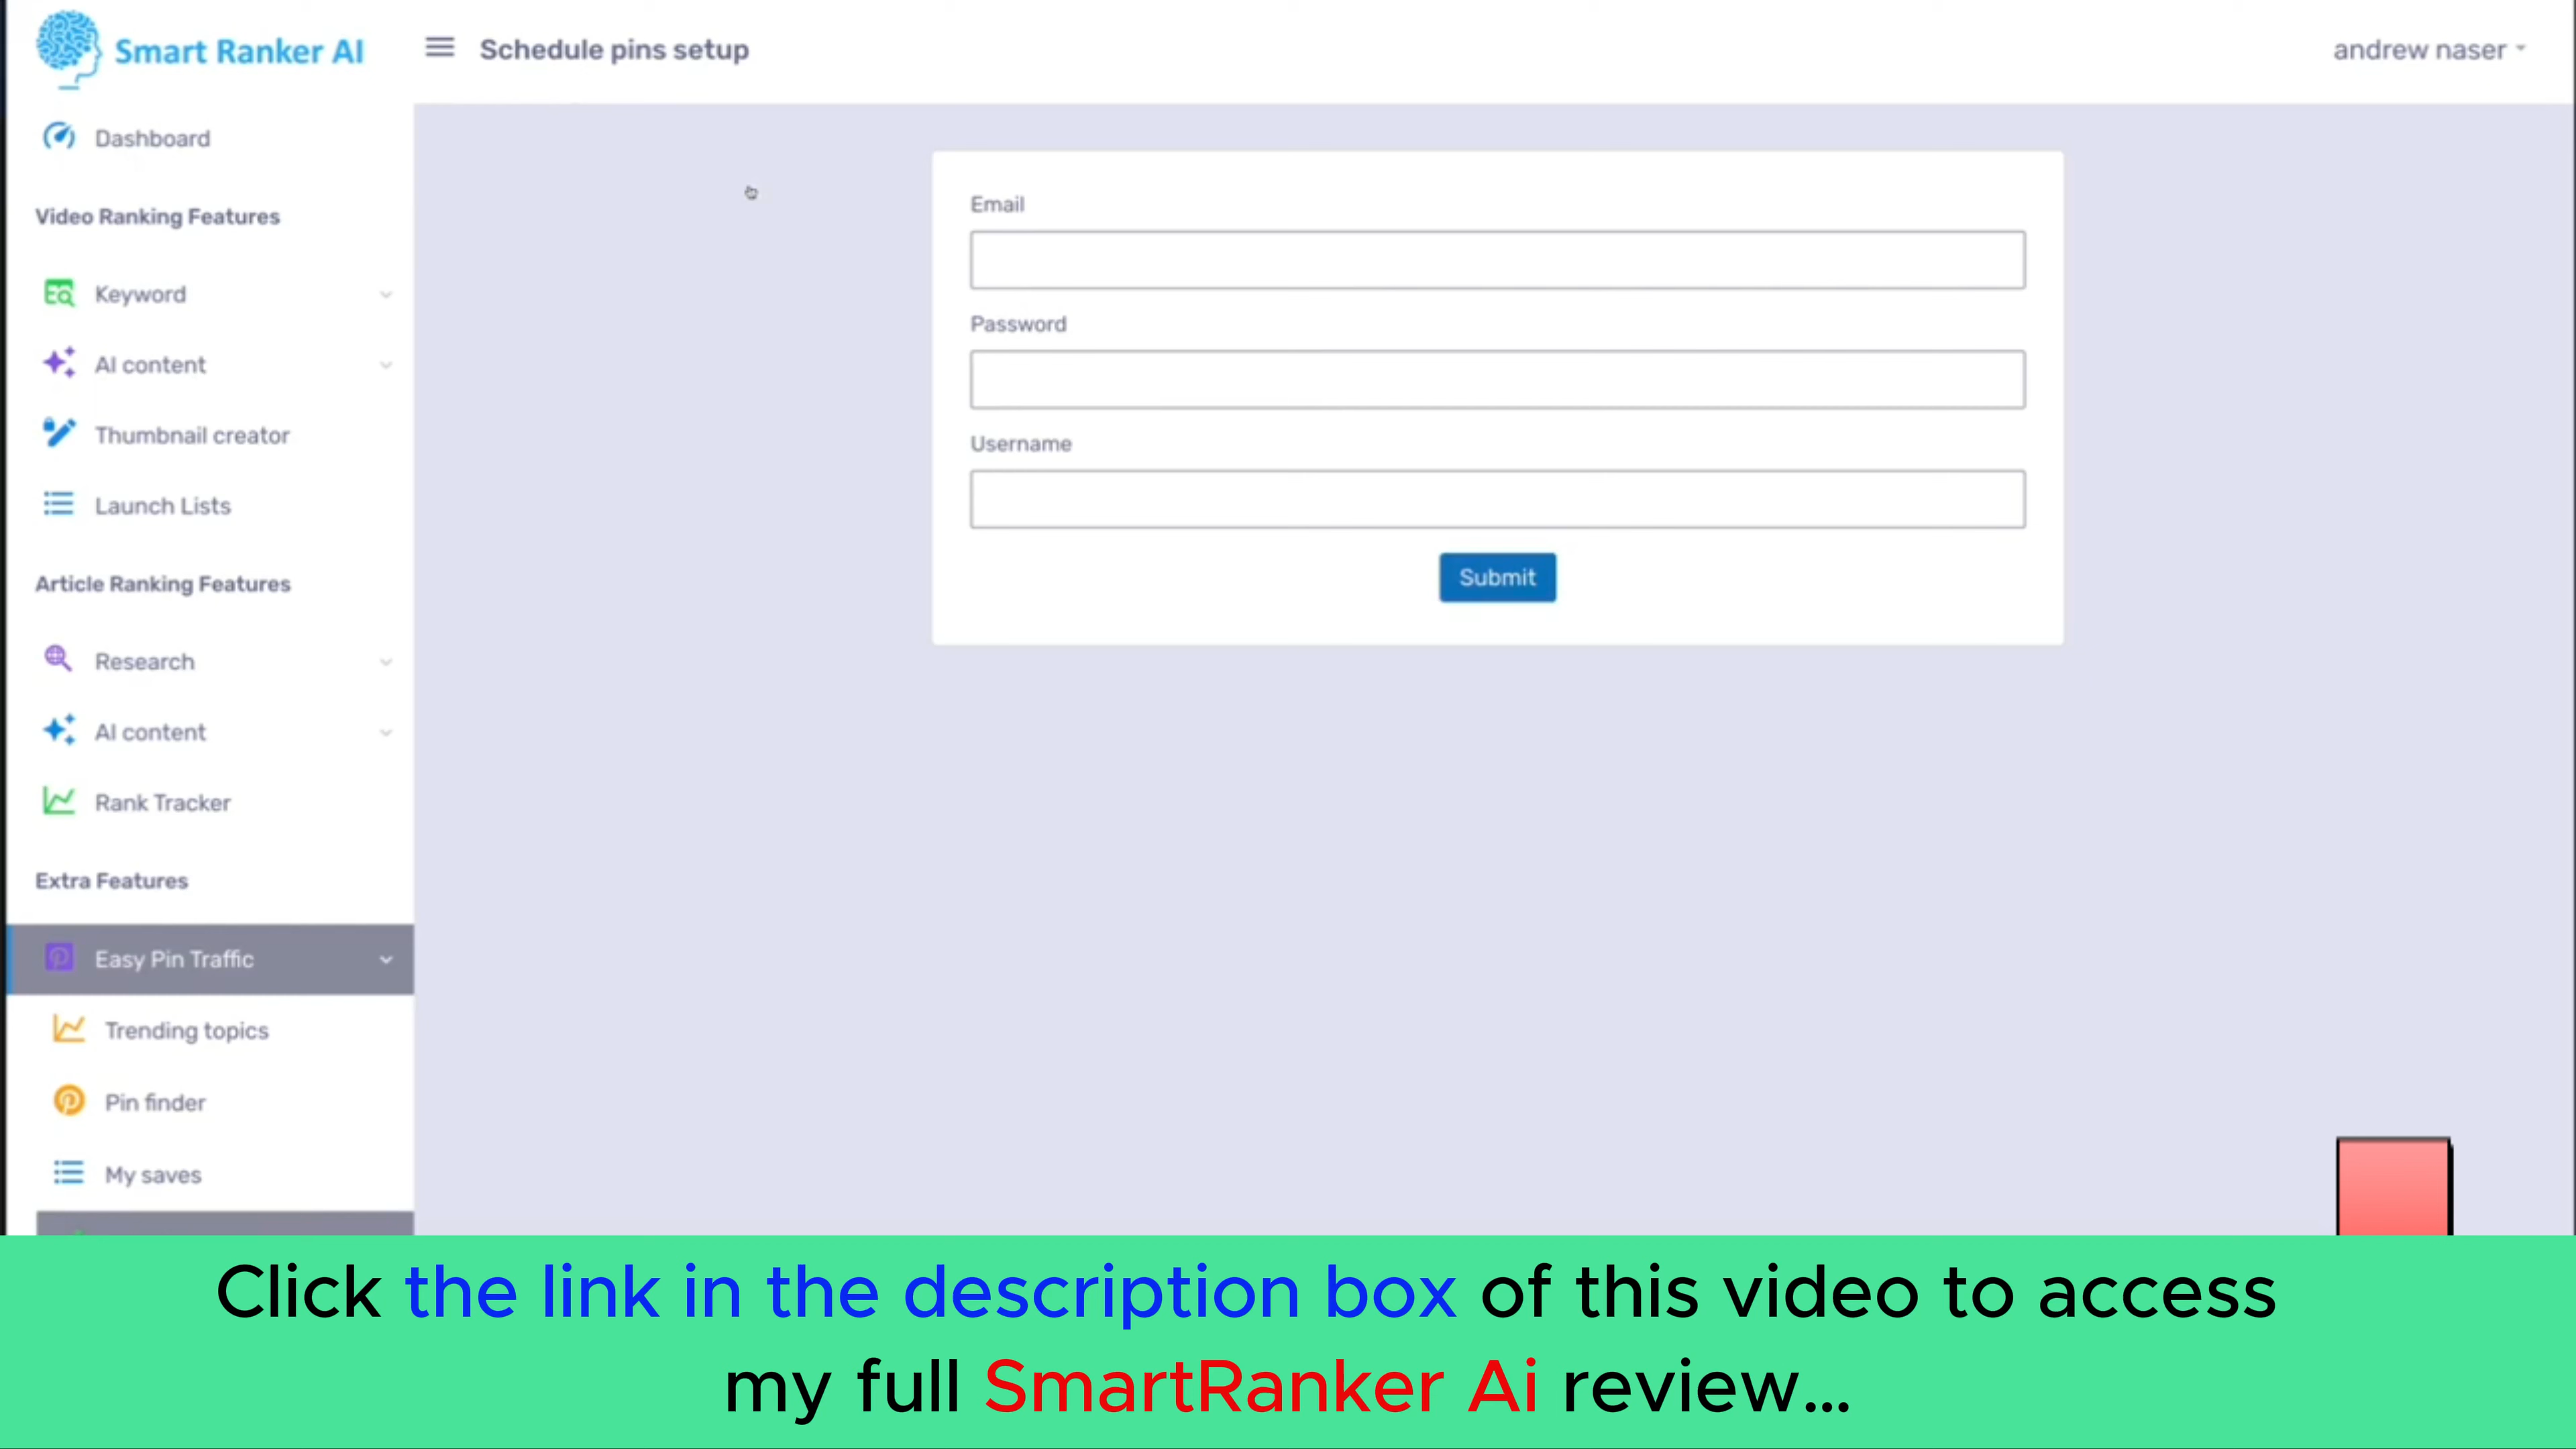 Smart Ranker AI
Schedule pins setup
andrew naser
Dashboard
Video Ranking Features
Keyword
AI content
Thumbnail creator
Launch Lists
Article Ranking Features
Research
AI content
Rank Tracker
Extra Features
Easy Pin Traffic
Trending topics
Pin finder
My saves
Email
Password
Username
Submit
Click the link in the description box of this video to access
my full SmartRanker Ai review...